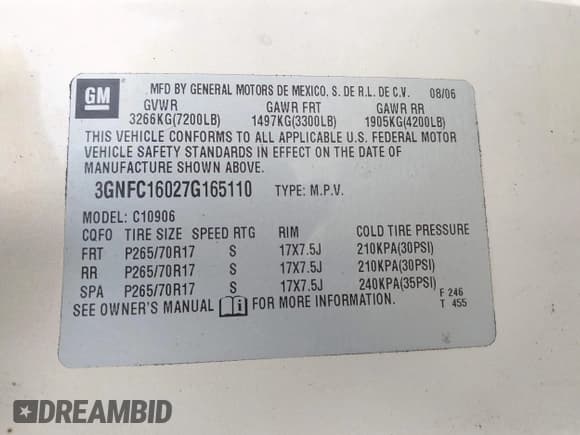 GM
MFD BY GENERAL MOTORS DE MEXICO, S. DE R.L. DE C.V. 08/06
GVWR GAWR FRT GAWR RR
3266KG(7200LB) 1497KG(3300LB) 1905KG(4200LB)
THIS VEHICLE CONFORMS TO ALL APPLICABLE U.S. FEDERAL MOTOR
VEHICLE SAFETY STANDARDS IN EFFECT ON THE DATE OF
MANUFACTURE SHOWN ABOVE.
3GNFC16027G165110 TYPE: M.P.V.
MODEL: C10906
CQFO TIRE SIZE SPEED RTG RIM COLD TIRE PRESSURE
FRT P265/70R17 S 17X7.5J 210KPA(30PSI)
RR P265/70R17 S 17X7.5J 210KPA(30PSI)
SPA P265/70R17 S 17X7.5J 240KPA(35PSI)
SEE OWNER'S MANUAL FOR MORE INFORMATION.
F 246
T 455
DREAMBID